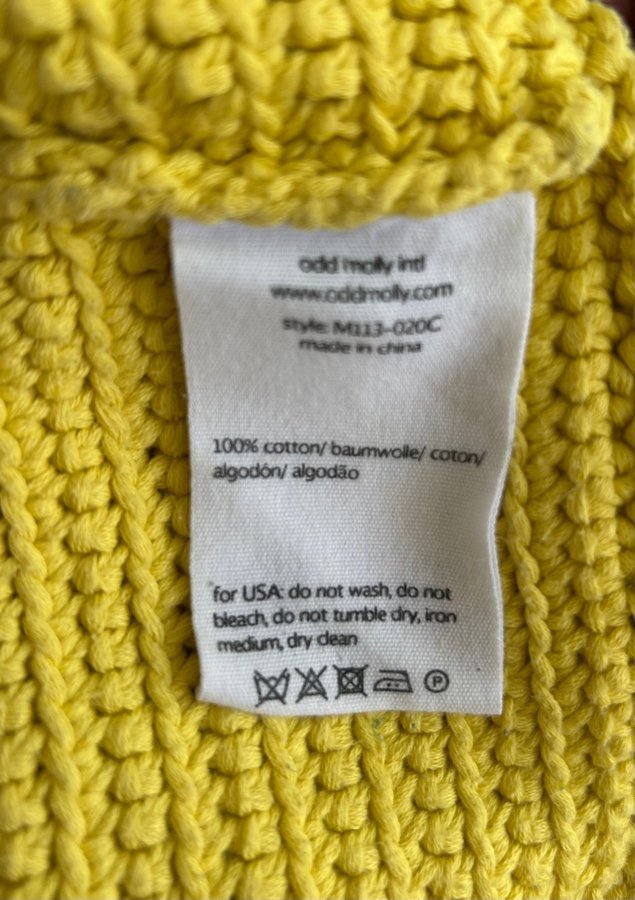 odd molly intl
www.oddmolly.com
style: M113-020C
made in china
100% cotton/ baumwolle/ coton/
algodón/ algodão
for USA: do not wash, do not
bleach, do not tumble dry, iron
medium, dry clean
P